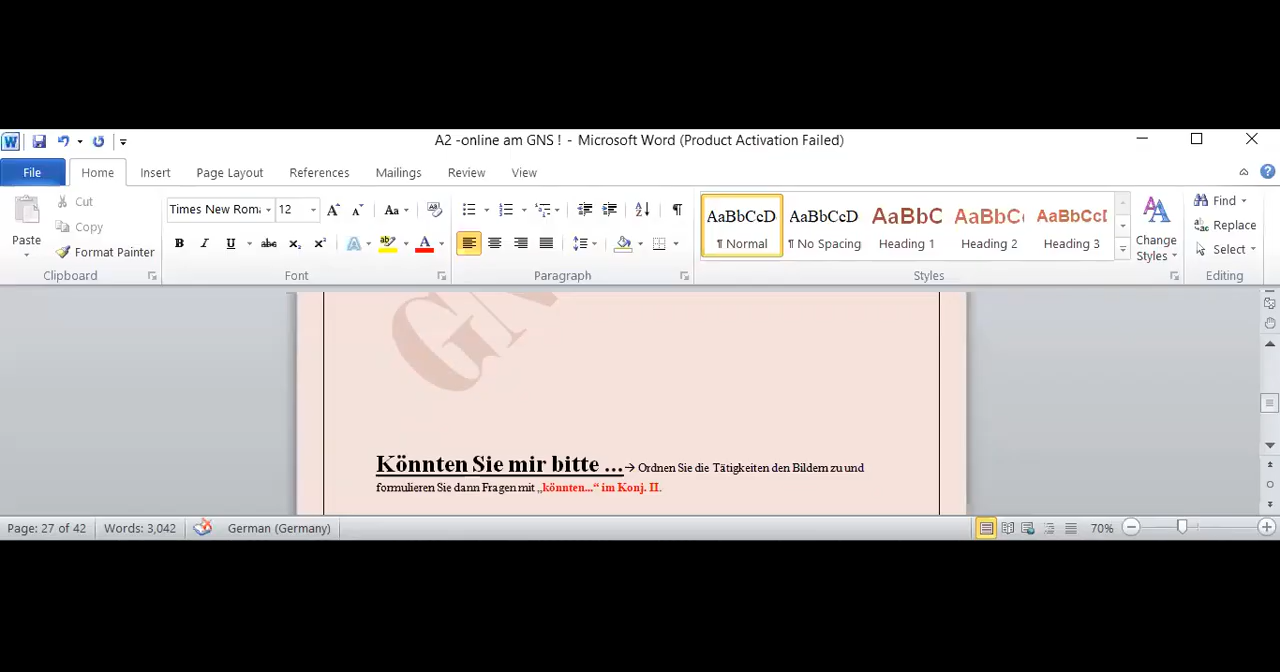 A2 -online am GNS ! - Microsoft Word (Product Activation Failed)
File Home Insert Page Layout References Mailings Review View
Cut
Copy
Format Painter
Paste
Clipboard
Times New Rom 12
Font
Paragraph
AaBbCcD AaBbCcD AaBbC AaBbC AaBbCcI
¶ Normal ¶ No Spacing Heading 1 Heading 2 Heading 3
Change Styles
Styles
Find
Replace
Select
Editing
GN
Könnten Sie mir bitte ...→ Ordnen Sie die Tätigkeiten den Bildern zu und
formulieren Sie dann Fragen mit „könnten...“ im Konj. II.
Page: 27 of 42 Words: 3,042 German (Germany) 70%